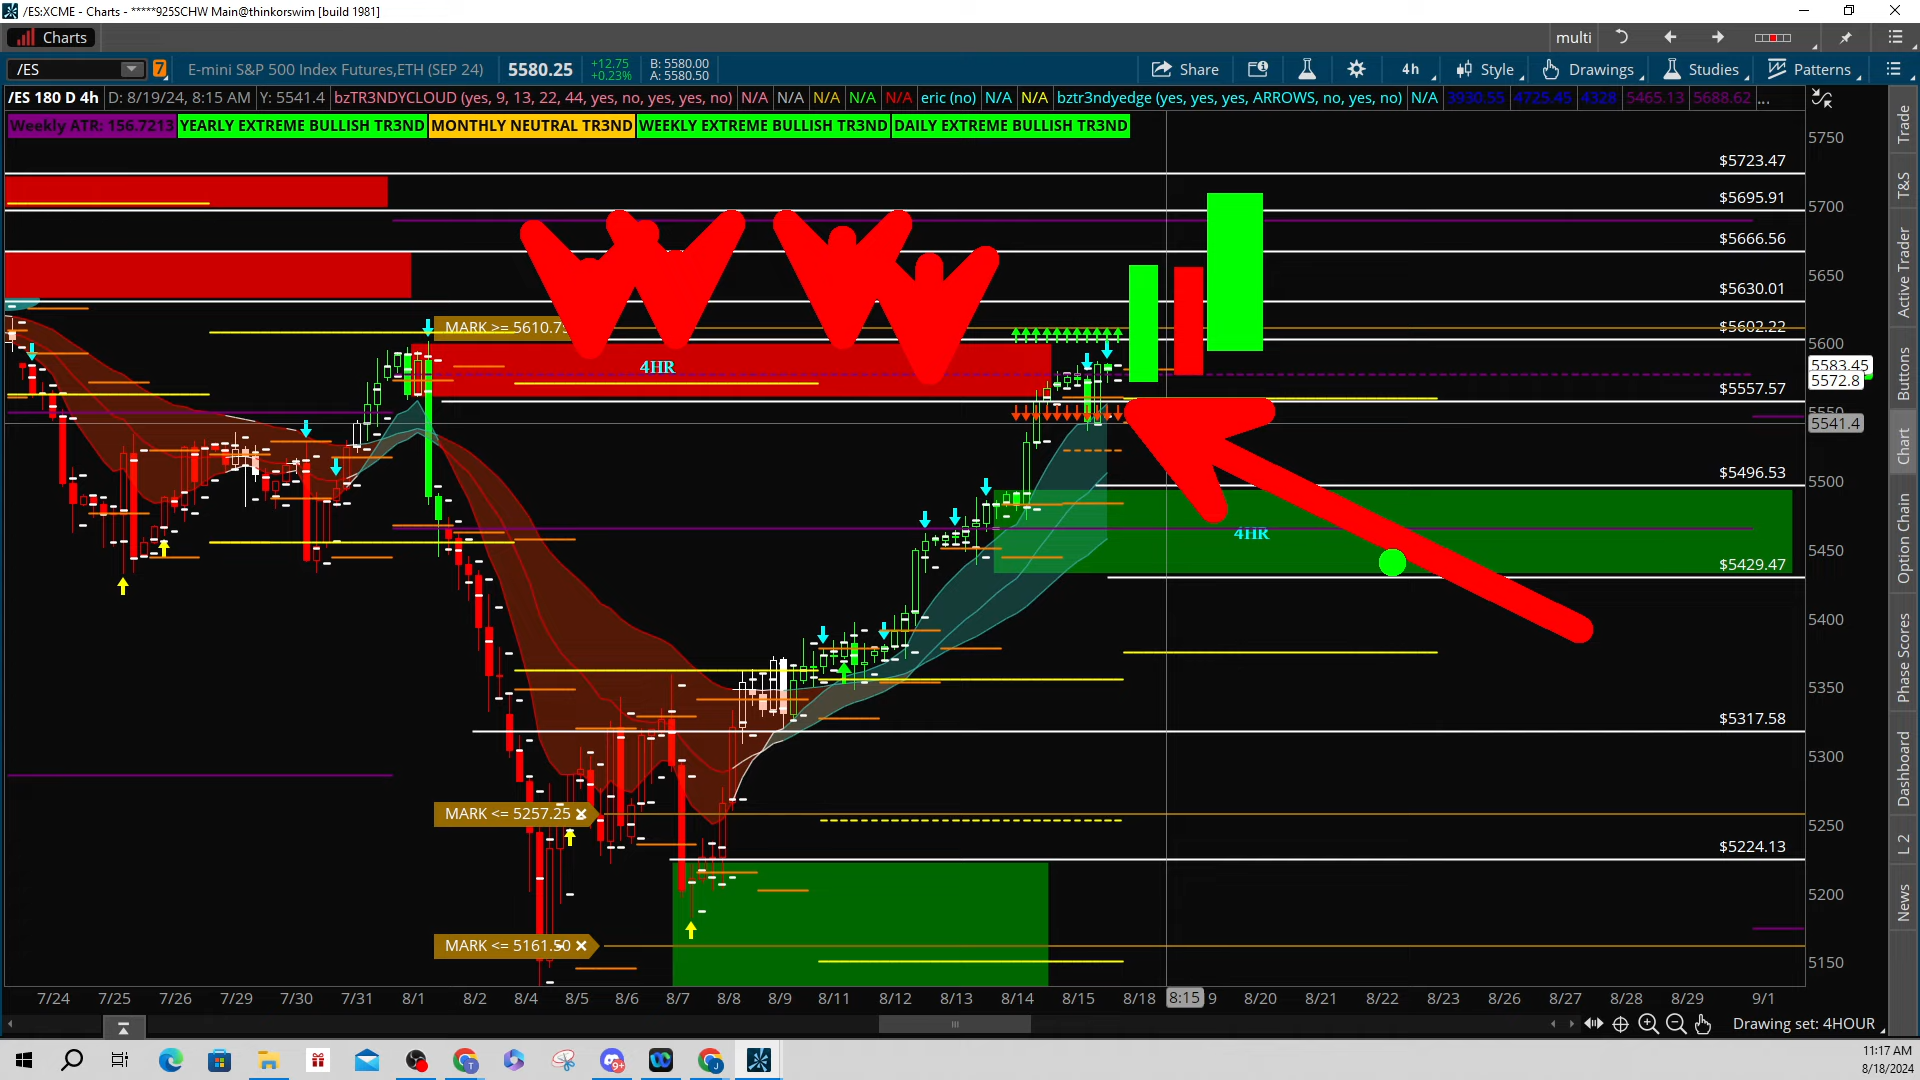 /ES:XCME - Charts - *****925SCHW Main@thinkorswim [build 1981]
Charts
multi
/ES
7
E-mini S&P 500 Index Futures,ETH (SEP 24)
5580.25
+12.75
+0.23%
B: 5580.00
A: 5580.50
Share
4h
Style
Drawings
Studies
Patterns
/ES 180 D 4h
D: 8/19/24, 8:15 AM
Y: 5541.4
bzTR3NDYCLOUD (yes, 9, 13, 22, 44, yes, no, yes, yes, no)
N/A
N/A
N/A
N/A
N/A
eric (no)
N/A
N/A
bztr3ndyedge (yes, yes, yes, ARROWS, no, yes, no)
N/A
3930.55
4725.45
4328
5465.13
5688.62
...
Weekly ATR: 156.7213
YEARLY EXTREME BULLISH TR3ND
MONTHLY NEUTRAL TR3ND
WEEKLY EXTREME BULLISH TR3ND
DAILY EXTREME BULLISH TR3ND
$5723.47
$5695.91
$5666.56
$5630.01
MARK >= 5610.7
$5602.22
4HR
$5557.57
$5496.53
4HR
$5429.47
$5317.58
MARK <= 5257.25
$5224.13
MARK <= 5161.50
5750
5700
5650
5600
5583.45
5572.8
5550
5541.4
5500
5450
5400
5350
5300
5250
5200
5150
7/24
7/25
7/26
7/29
7/30
7/31
8/1
8/2
8/4
8/5
8/6
8/7
8/8
8/9
8/11
8/12
8/13
8/14
8/15
8/18
8:15
9
8/20
8/21
8/22
8/23
8/26
8/27
8/28
8/29
9/1
Drawing set: 4HOUR
Trade
T&S
Active Trader
Buttons
Chart
Option Chain
Phase Scores
Dashboard
L 2
News
9+
11:17 AM
8/18/2024